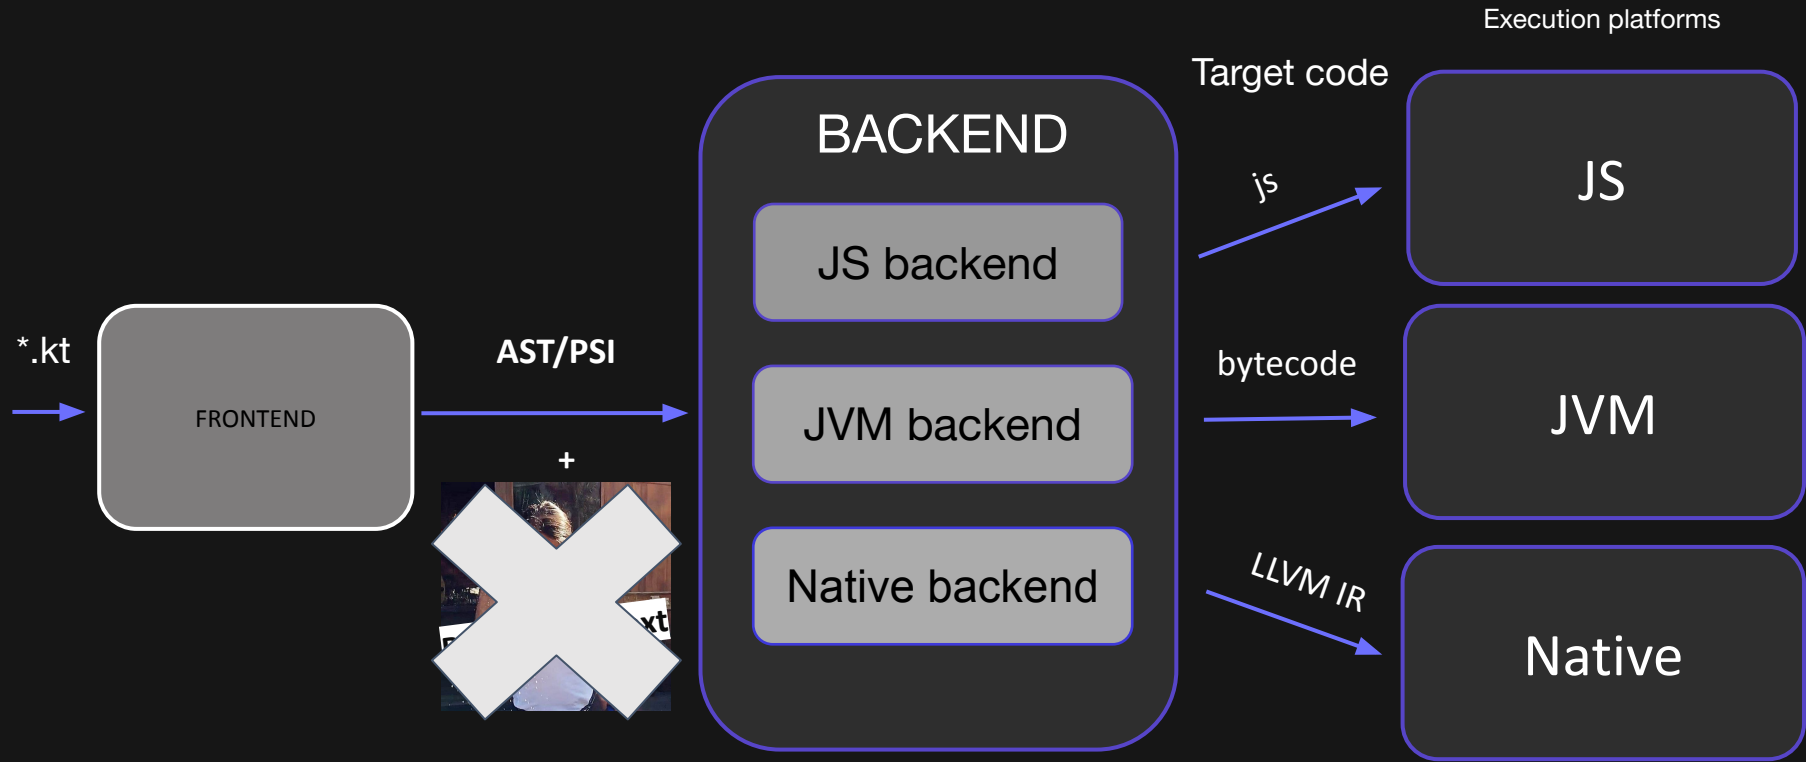 Execution platforms
Target code
BACKEND
JS backend
js
JS
*.kt
FRONTEND
AST/PSI
+
JVM backend
bytecode
JVM
Native backend
LLVM IR
Native